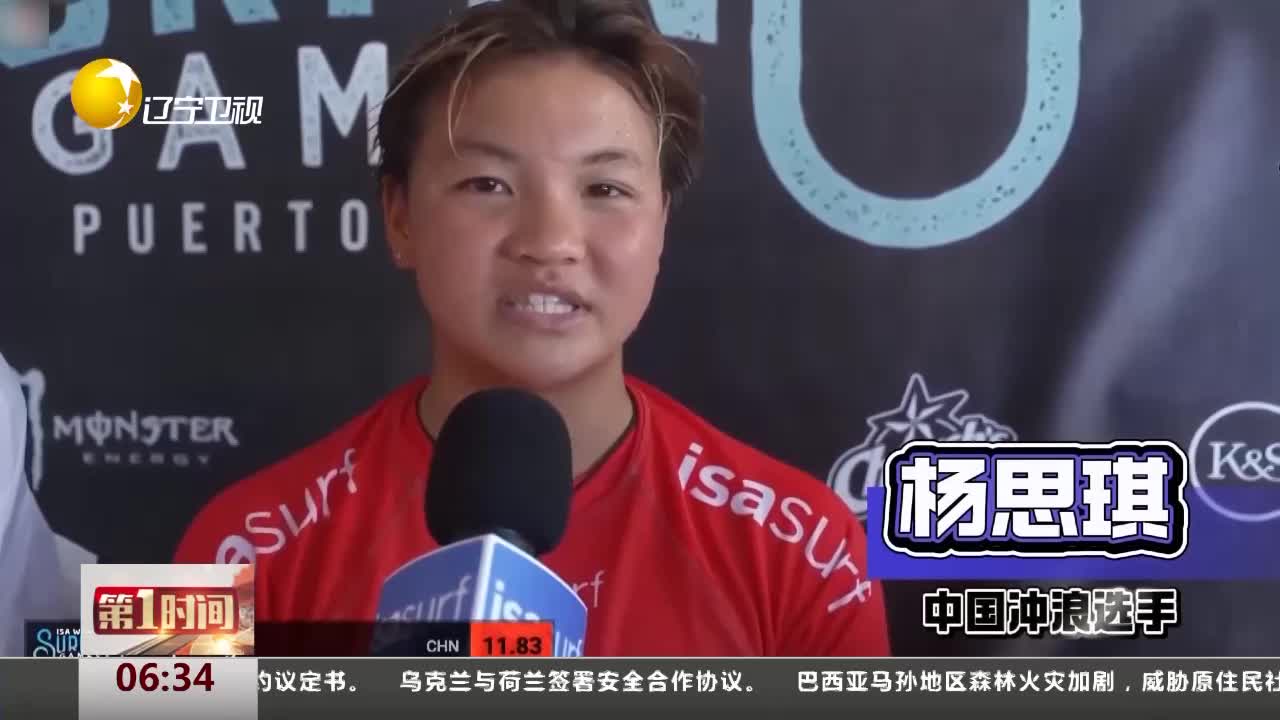 GAM
辽宁卫视
PUERTO
MONSTER
ENERGY
K&S
isasurf
isasurf
杨思琪
中国冲浪选手
isasurf
isa
第1时间
CHN 11.83
06:34
议定书。 乌克兰与荷兰签署安全合作协议。 巴西亚马孙地区森林火灾加剧，威胁原住民社